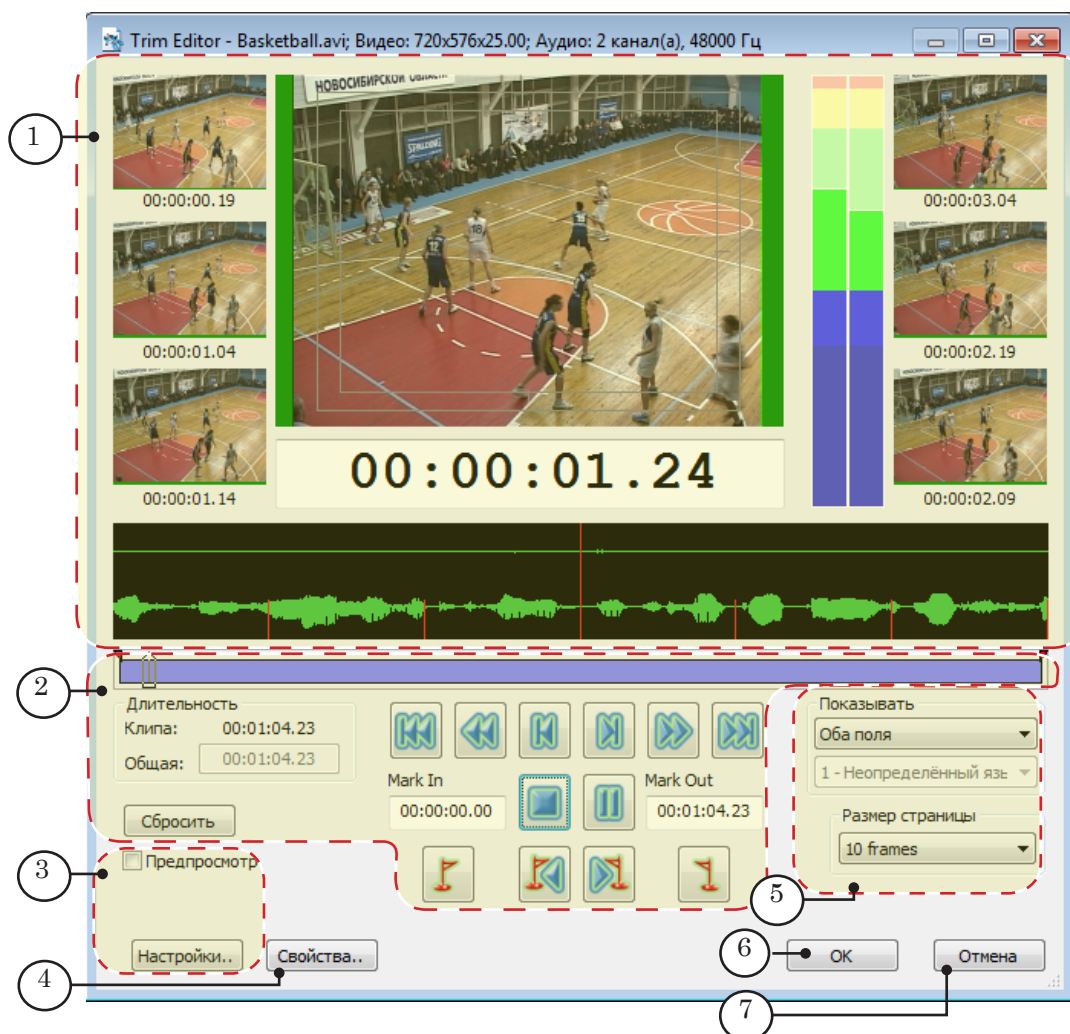 Trim Editor - Basketball.avi; Видео: 720x576x25.00; Аудио: 2 канал(а), 48000 Гц
1
НОВОСИБИРСКОЙ ОБЛАСТИ
SPALDING
12
18
00:00:00.19
00:00:03.04
00:00:01.04
00:00:02.19
00:00:01.14
00:00:01.24
00:00:02.09
2
Длительность
Клипа: 00:01:04.23
Общая: 00:01:04.23
Сбросить
Mark In
00:00:00.00
Mark Out
00:01:04.23
Показывать
Оба поля
1 - Неопределённый язь
Размер страницы
10 frames
3
Предпросмотр
5
Настройки..
Свойства..
6
OK
Отмена
4
7